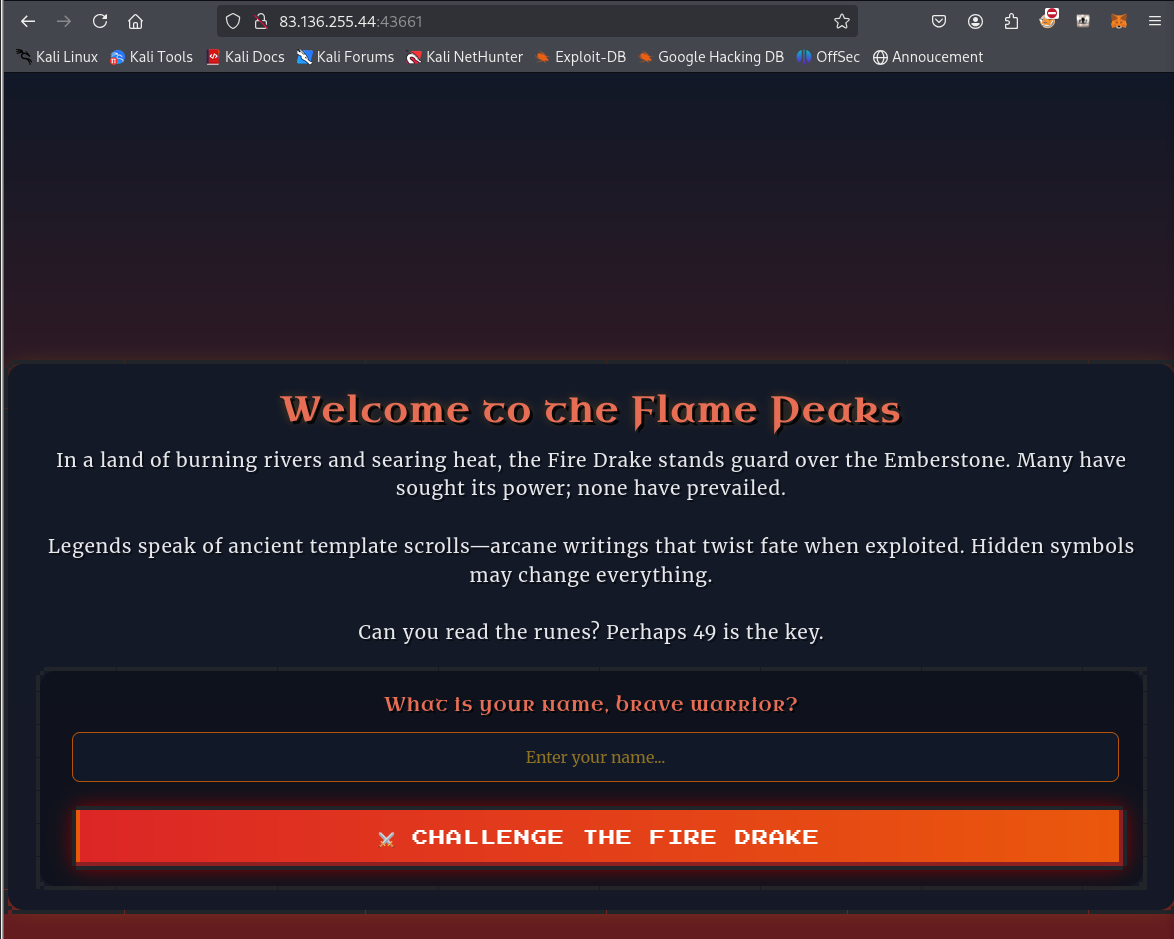 83.136.255.44:43661
Kali Linux Kali Tools Kali Docs Kali Forums Kali NetHunter Exploit-DB Google Hacking DB OffSec Annoucement
Welcome to the Flame Peaks
In a land of burning rivers and searing heat, the Fire Drake stands guard over the Emberstone. Many have
sought its power; none have prevailed.
Legends speak of ancient template scrolls—arcane writings that twist fate when exploited. Hidden symbols
may change everything.
Can you read the runes? Perhaps 49 is the key.
What is your name, brave warrior?
Enter your name...
⚔️ CHALLENGE THE FIRE DRAKE